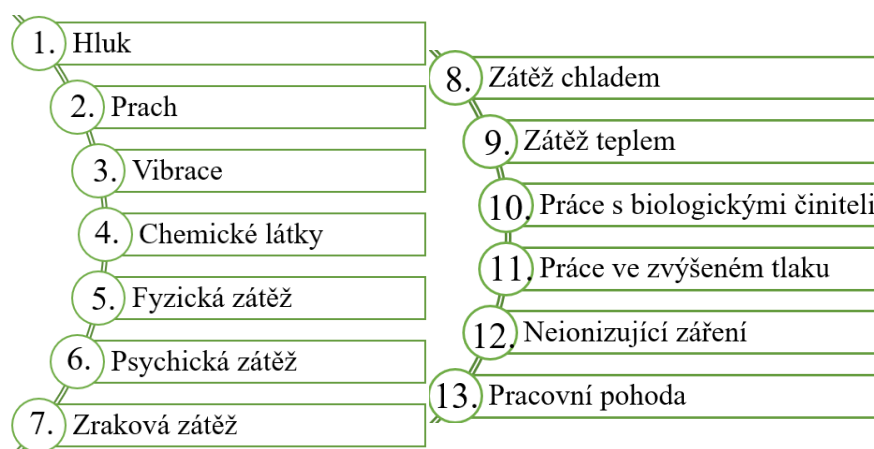 1. Hluk
2. Prach
3. Vibrace
4. Chemické látky
5. Fyzická zátěž
6. Psychická zátěž
7. Zraková zátěž
8. Zátěž chladem
9. Zátěž teplem
10. Práce s biologickými činiteli
11. Práce ve zvýšeném tlaku
12. Neionizující záření
13. Pracovní pohoda